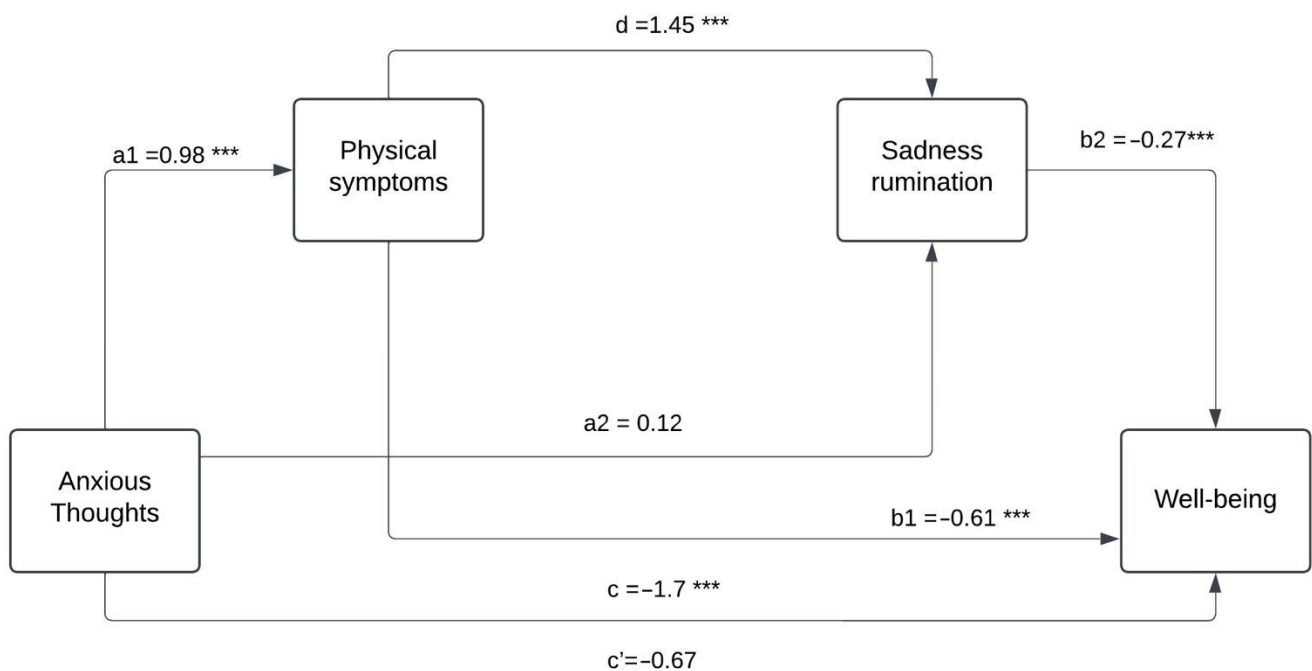 d =1.45 ***
Physical
symptoms
Sadness
rumination
b2 =−0.27***
a1 =0.98 ***
a2 = 0.12
Anxious
Thoughts
Well-being
b1 =−0.61 ***
c =−1.7 ***
c’=−0.67